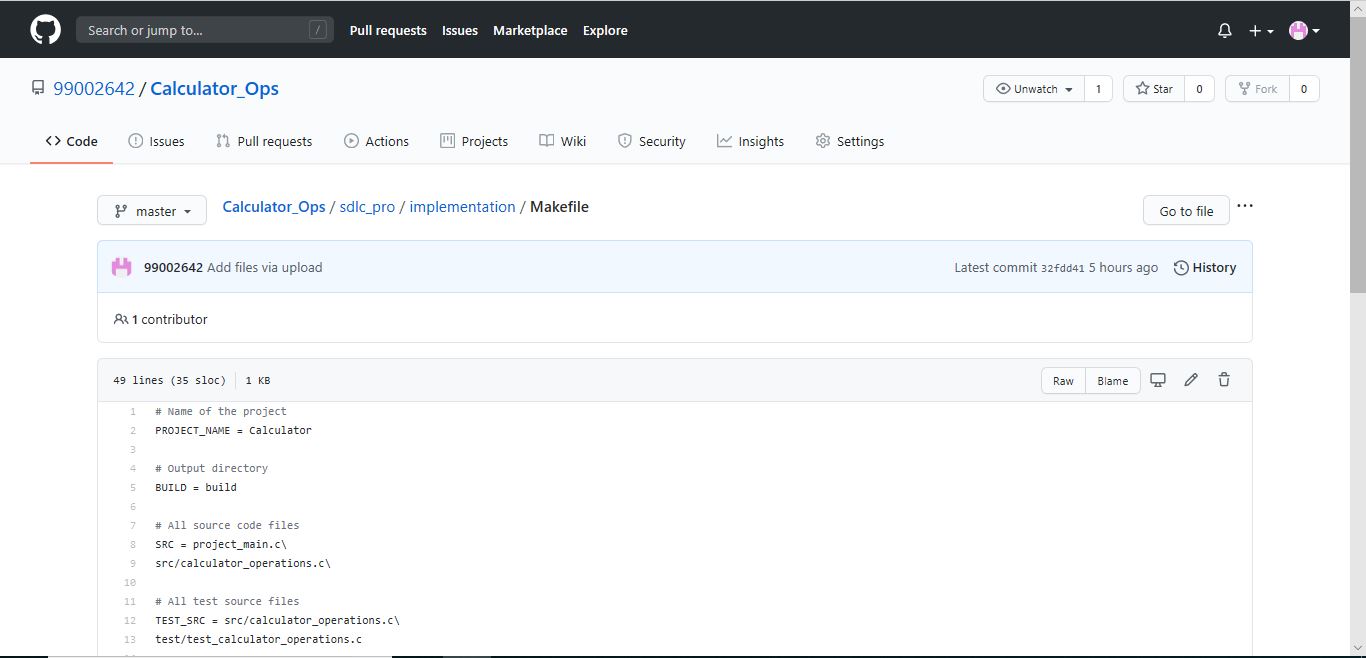 Search or jump to... /
Pull requests Issues Marketplace Explore
99002642 / Calculator_Ops
Unwatch 1 Star 0 Fork 0
Code Issues Pull requests Actions Projects Wiki Security Insights Settings
master Calculator_Ops / sdlc_pro / implementation / Makefile Go to file ...
99002642 Add files via upload Latest commit 32fdd41 5 hours ago History
1 contributor
49 lines (35 sloc) 1 KB Raw Blame
1 # Name of the project
2 PROJECT_NAME = Calculator
3
4 # Output directory
5 BUILD = build
6
7 # All source code files
8 SRC = project_main.c\
9 src/calculator_operations.c\
10
11 # All test source files
12 TEST_SRC = src/calculator_operations.c\
13 test/test_calculator_operations.c